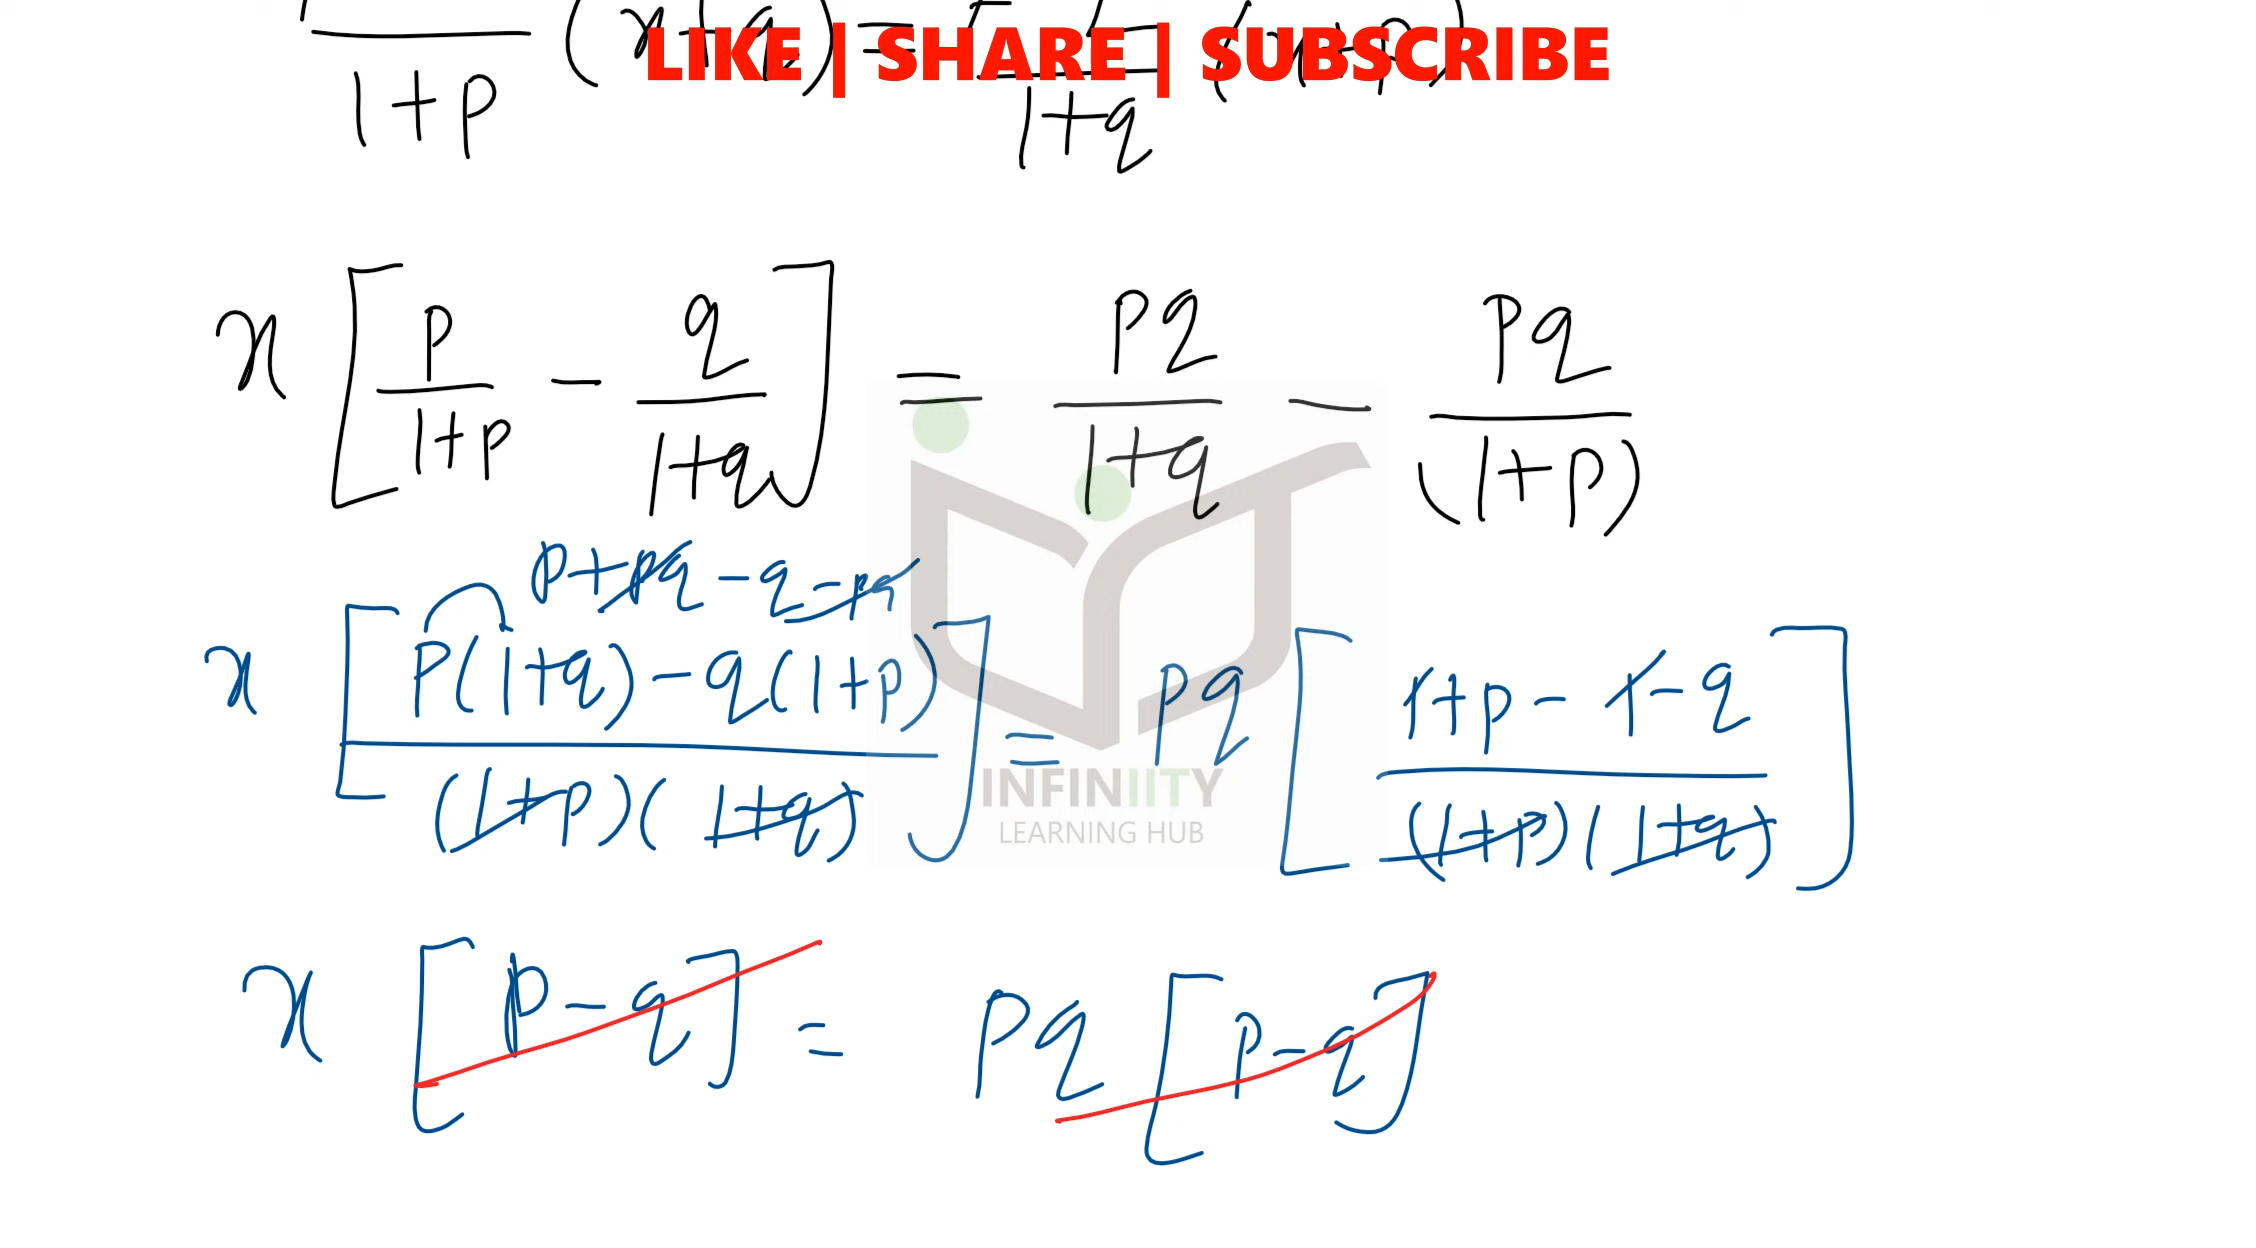 LIKE | SHARE | SUBSCRIBE
1+p (x+q) = 1+q
x [ p/(1+p) - q/(1+q) ] = pq/(1+q) - pq/(1+p)
p+pq-q-pq
x [ p(1+q)-q(1+p) / (1+p)(1+q) ] = pq [ 1+p-1-q / (1+p)(1+q) ]
INFINIITY
LEARNING HUB
x [p-q] = pq [p-q]